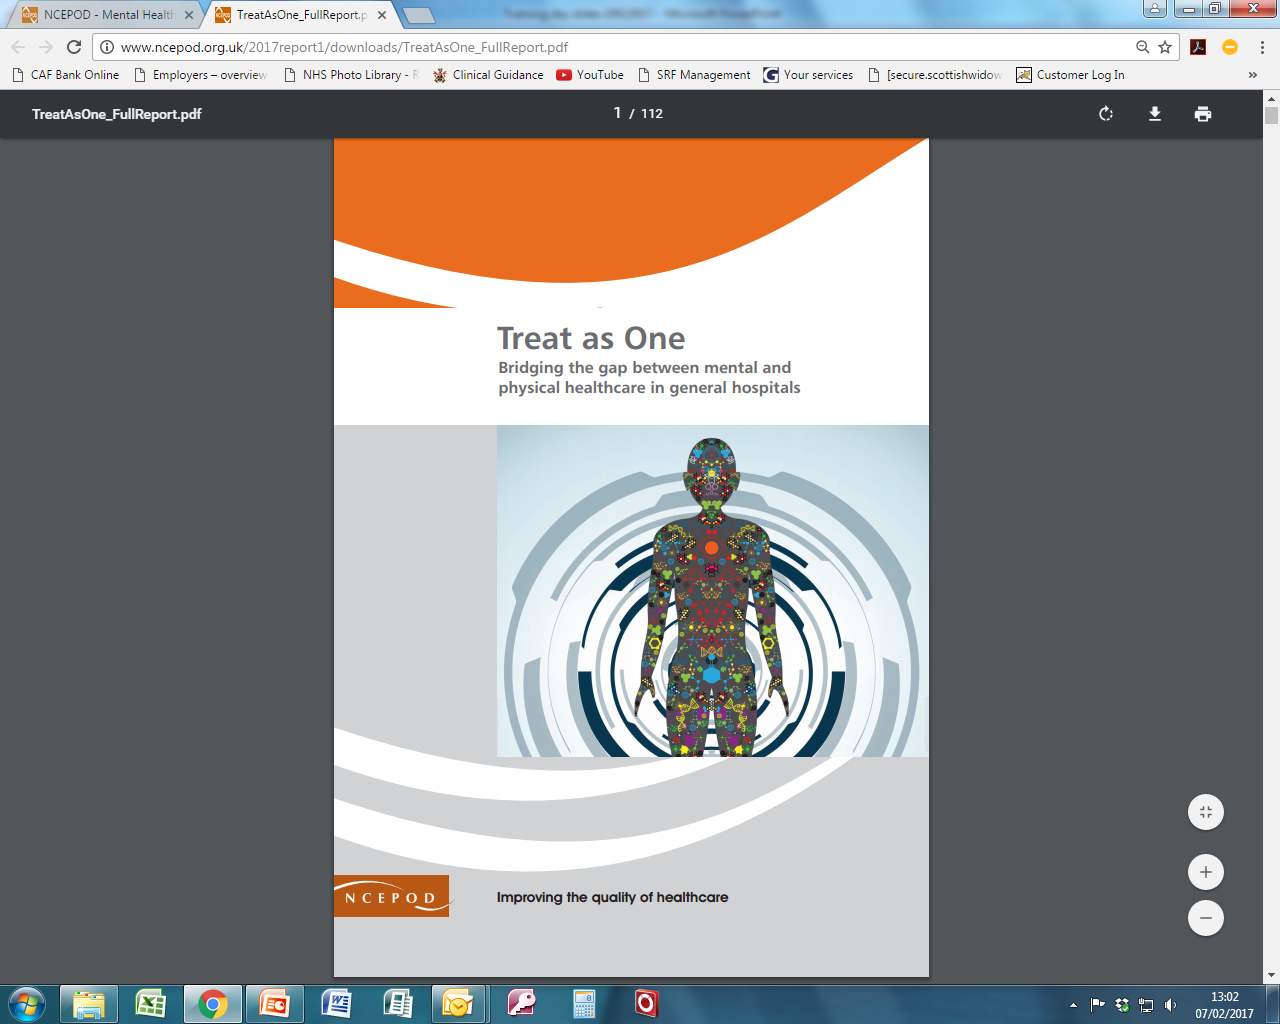 NCEPOD - Mental Health
TreatAsOne_FullReport.p
www.ncepod.org.uk/2017report1/downloads/TreatAsOne_FullReport.pdf
CAF Bank Online
Employers – overview
NHS Photo Library - R
Clinical Guidance
YouTube
SRF Management
Your services
[secure.scottishwidow
Customer Log In
»
TreatAsOne_FullReport.pdf
1 / 112
Treat as One
Bridging the gap between mental and
physical healthcare in general hospitals
NCEPOD
Improving the quality of healthcare
13:02
07/02/2017